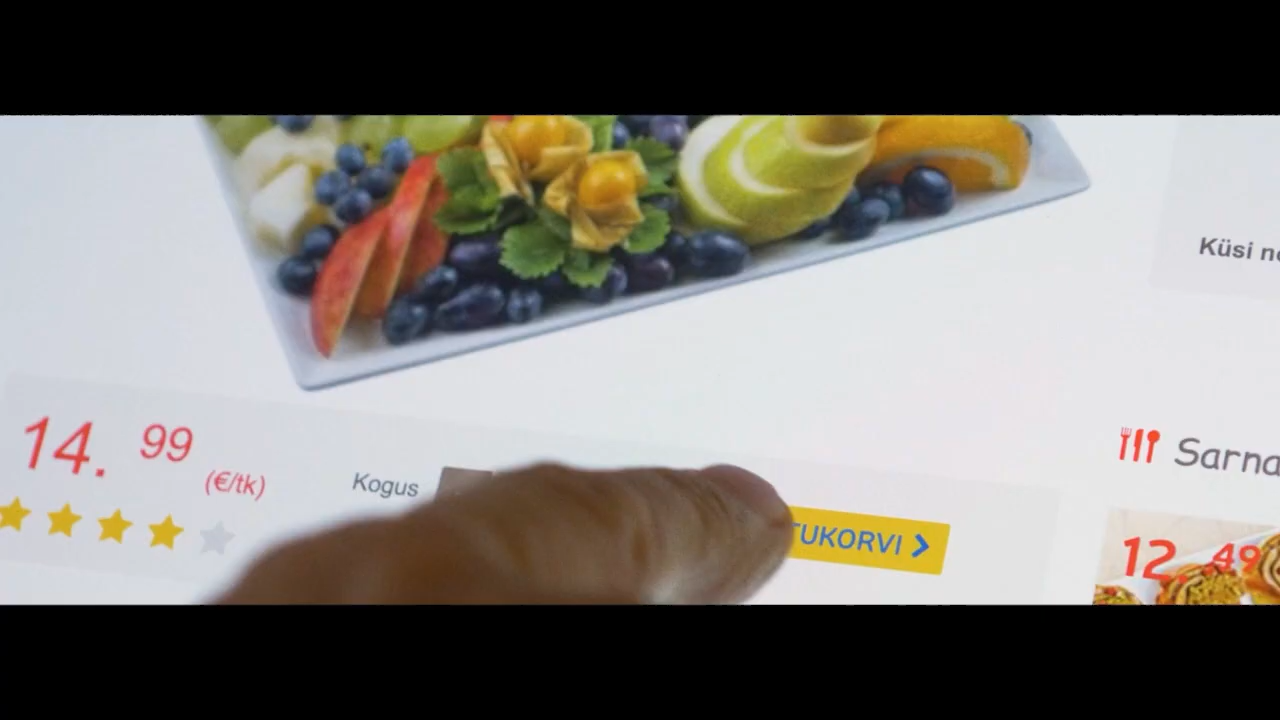 Küsi
14. 99
(€/tk)
Kogus
TUKORVI
Sarna
12. 49